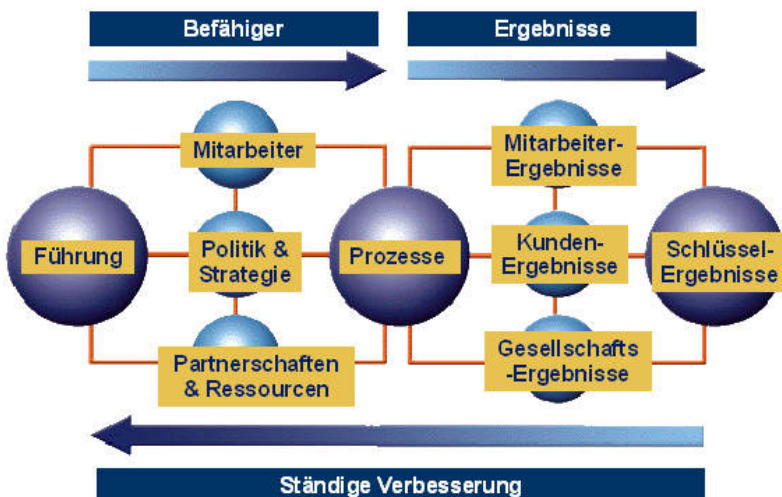 Befähiger
Ergebnisse
Mitarbeiter
Mitarbeiter-
Ergebnisse
Führung
Politik &
Strategie
Prozesse
Kunden-
Ergebnisse
Schlüssel-
Ergebnisse
Partnerschaften
& Ressourcen
Gesellschafts
-Ergebnisse
Ständige Verbesserung